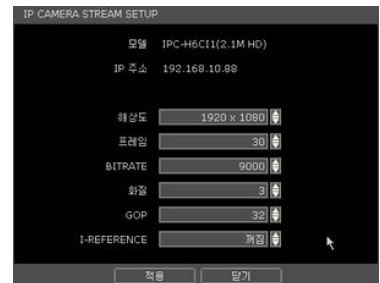 IP CAMERA STREAM SETUP
모델 IPC-H6CI1(2.1M HD)
IP 주소 192.168.10.88
해상도 1920 x 1080
프레임 30
BITRATE 9000
화질 3
GOP 32
I-REFERENCE 꺼짐
적용 닫기